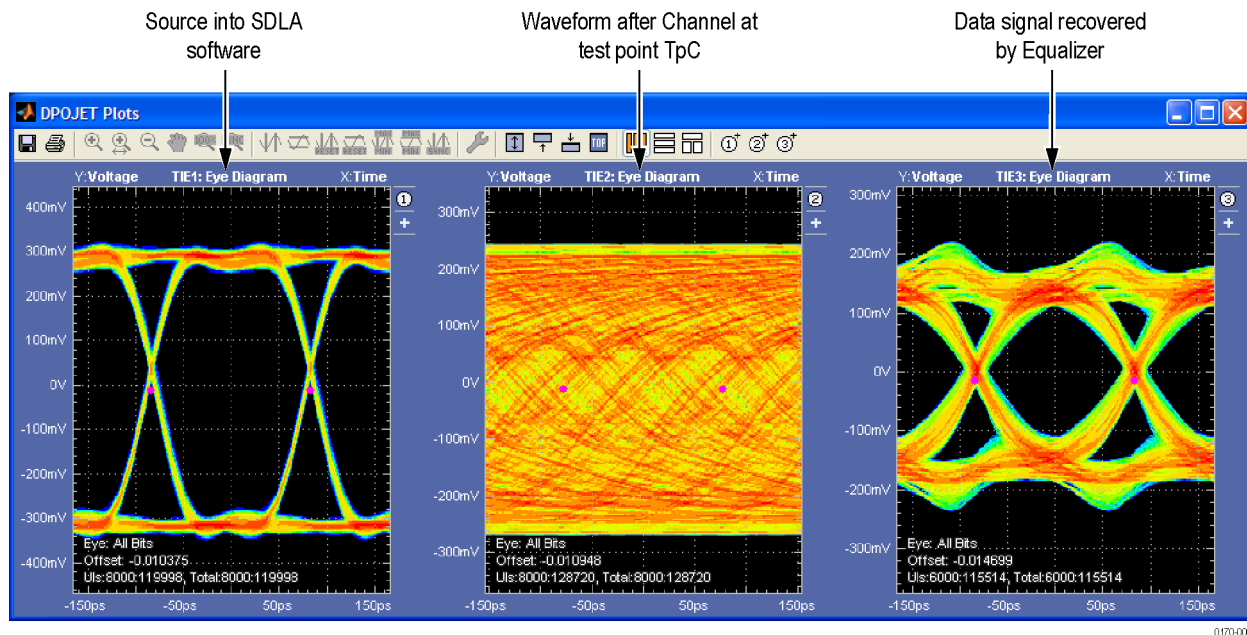 Source into SDLA
software
Waveform after Channel at
test point TpC
Data signal recovered
by Equalizer
DPOJET Plots
TOP
Y:Voltage TIE1: Eye Diagram X:Time
1
+
400mV
300mV
200mV
100mV
0V
-100mV
-200mV
-300mV
-400mV
Eye: All Bits
Offset: -0.010375
UIs:8000:119998, Total:8000:119998
-150ps -50ps 50ps 150ps
Y:Voltage TIE2: Eye Diagram X:Time
2
+
300mV
200mV
100mV
0V
-100mV
-200mV
-300mV
Eye: All Bits
Offset: -0.010948
UIs:8000:128720, Total:8000:128720
-150ps -50ps 50ps 150ps
Y:Voltage TIE3: Eye Diagram X:Time
3
+
300mV
200mV
100mV
0V
-100mV
-200mV
-300mV
Eye: All Bits
Offset: -0.014699
UIs:6000:115514, Total:6000:115514
-150ps -50ps 50ps 150ps